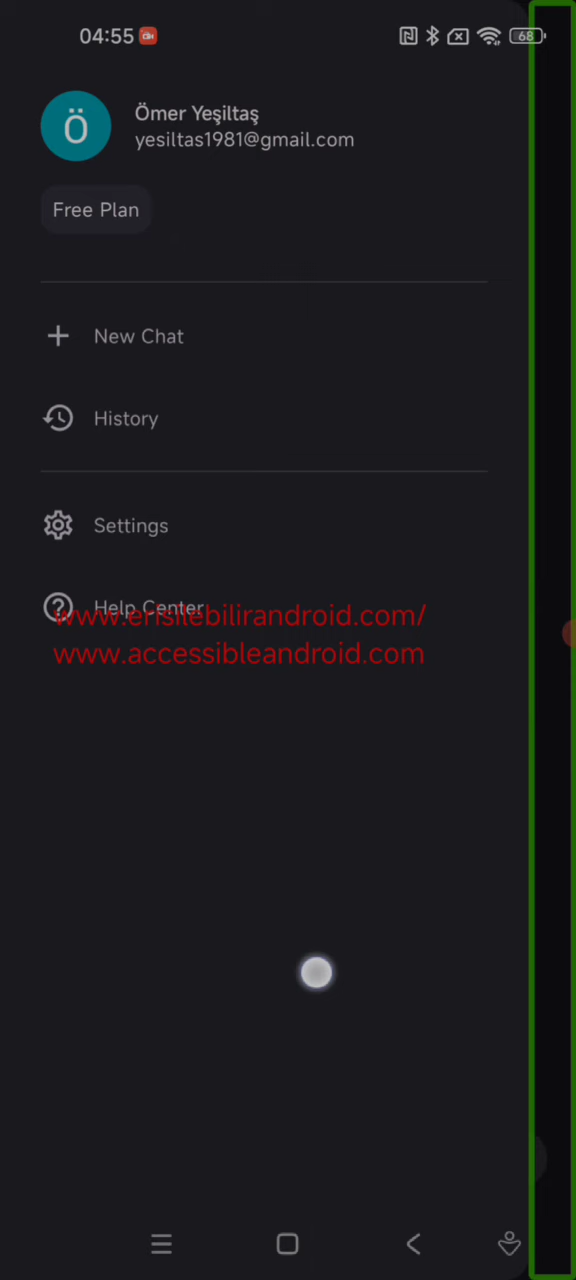 04:55
68
Ö
Ömer Yeşiltaş
yesiltas1981@gmail.com
Free Plan
New Chat
History
Settings
Help Center
www.erisilebilirandroid.com/
www.accessibleandroid.com